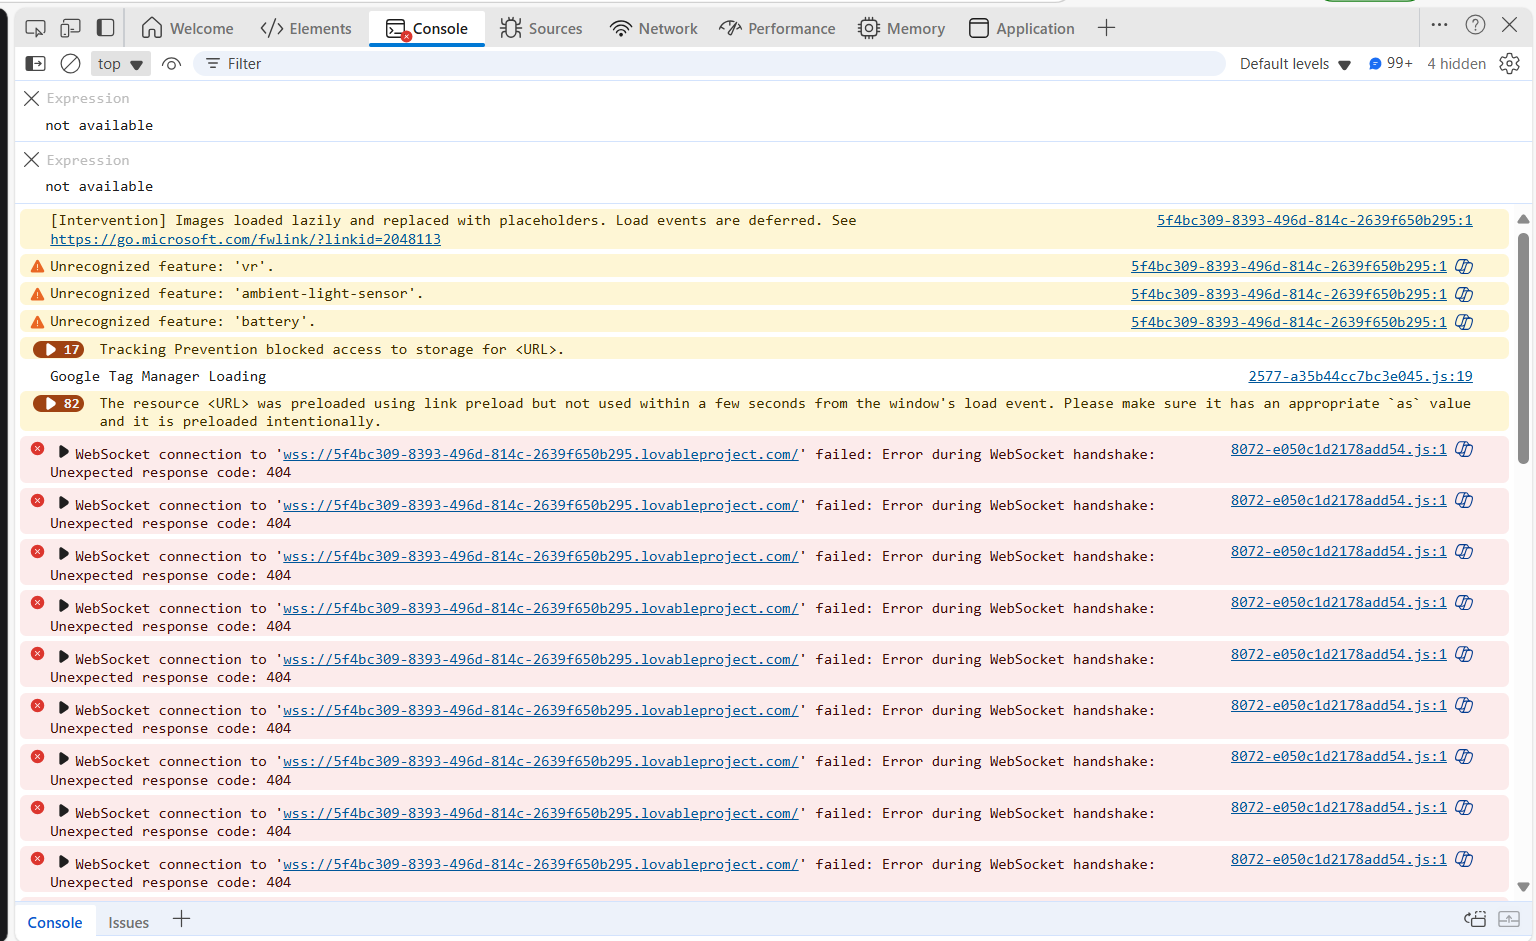 Welcome Elements Console Sources Network Performance Memory Application
top Filter Default levels 99+ 4 hidden
Expression
not available
Expression
not available
[Intervention] Images loaded lazily and replaced with placeholders. Load events are deferred. See 5f4bc309-8393-496d-814c-2639f650b295:1
https://go.microsoft.com/fwlink/?linkid=2048113
Unrecognized feature: 'vr'. 5f4bc309-8393-496d-814c-2639f650b295:1
Unrecognized feature: 'ambient-light-sensor'. 5f4bc309-8393-496d-814c-2639f650b295:1
Unrecognized feature: 'battery'. 5f4bc309-8393-496d-814c-2639f650b295:1
17 Tracking Prevention blocked access to storage for <URL>.
Google Tag Manager Loading 2577-a35b44cc7bc3e045.js:19
82 The resource <URL> was preloaded using link preload but not used within a few seconds from the window's load event. Please make sure it has an appropriate `as` value
and it is preloaded intentionally.
WebSocket connection to 'wss://5f4bc309-8393-496d-814c-2639f650b295.lovableproject.com/' failed: Error during WebSocket handshake: 8072-e050c1d2178add54.js:1
Unexpected response code: 404
WebSocket connection to 'wss://5f4bc309-8393-496d-814c-2639f650b295.lovableproject.com/' failed: Error during WebSocket handshake: 8072-e050c1d2178add54.js:1
Unexpected response code: 404
WebSocket connection to 'wss://5f4bc309-8393-496d-814c-2639f650b295.lovableproject.com/' failed: Error during WebSocket handshake: 8072-e050c1d2178add54.js:1
Unexpected response code: 404
WebSocket connection to 'wss://5f4bc309-8393-496d-814c-2639f650b295.lovableproject.com/' failed: Error during WebSocket handshake: 8072-e050c1d2178add54.js:1
Unexpected response code: 404
WebSocket connection to 'wss://5f4bc309-8393-496d-814c-2639f650b295.lovableproject.com/' failed: Error during WebSocket handshake: 8072-e050c1d2178add54.js:1
Unexpected response code: 404
WebSocket connection to 'wss://5f4bc309-8393-496d-814c-2639f650b295.lovableproject.com/' failed: Error during WebSocket handshake: 8072-e050c1d2178add54.js:1
Unexpected response code: 404
WebSocket connection to 'wss://5f4bc309-8393-496d-814c-2639f650b295.lovableproject.com/' failed: Error during WebSocket handshake: 8072-e050c1d2178add54.js:1
Unexpected response code: 404
WebSocket connection to 'wss://5f4bc309-8393-496d-814c-2639f650b295.lovableproject.com/' failed: Error during WebSocket handshake: 8072-e050c1d2178add54.js:1
Unexpected response code: 404
WebSocket connection to 'wss://5f4bc309-8393-496d-814c-2639f650b295.lovableproject.com/' failed: Error during WebSocket handshake: 8072-e050c1d2178add54.js:1
Unexpected response code: 404
Console Issues